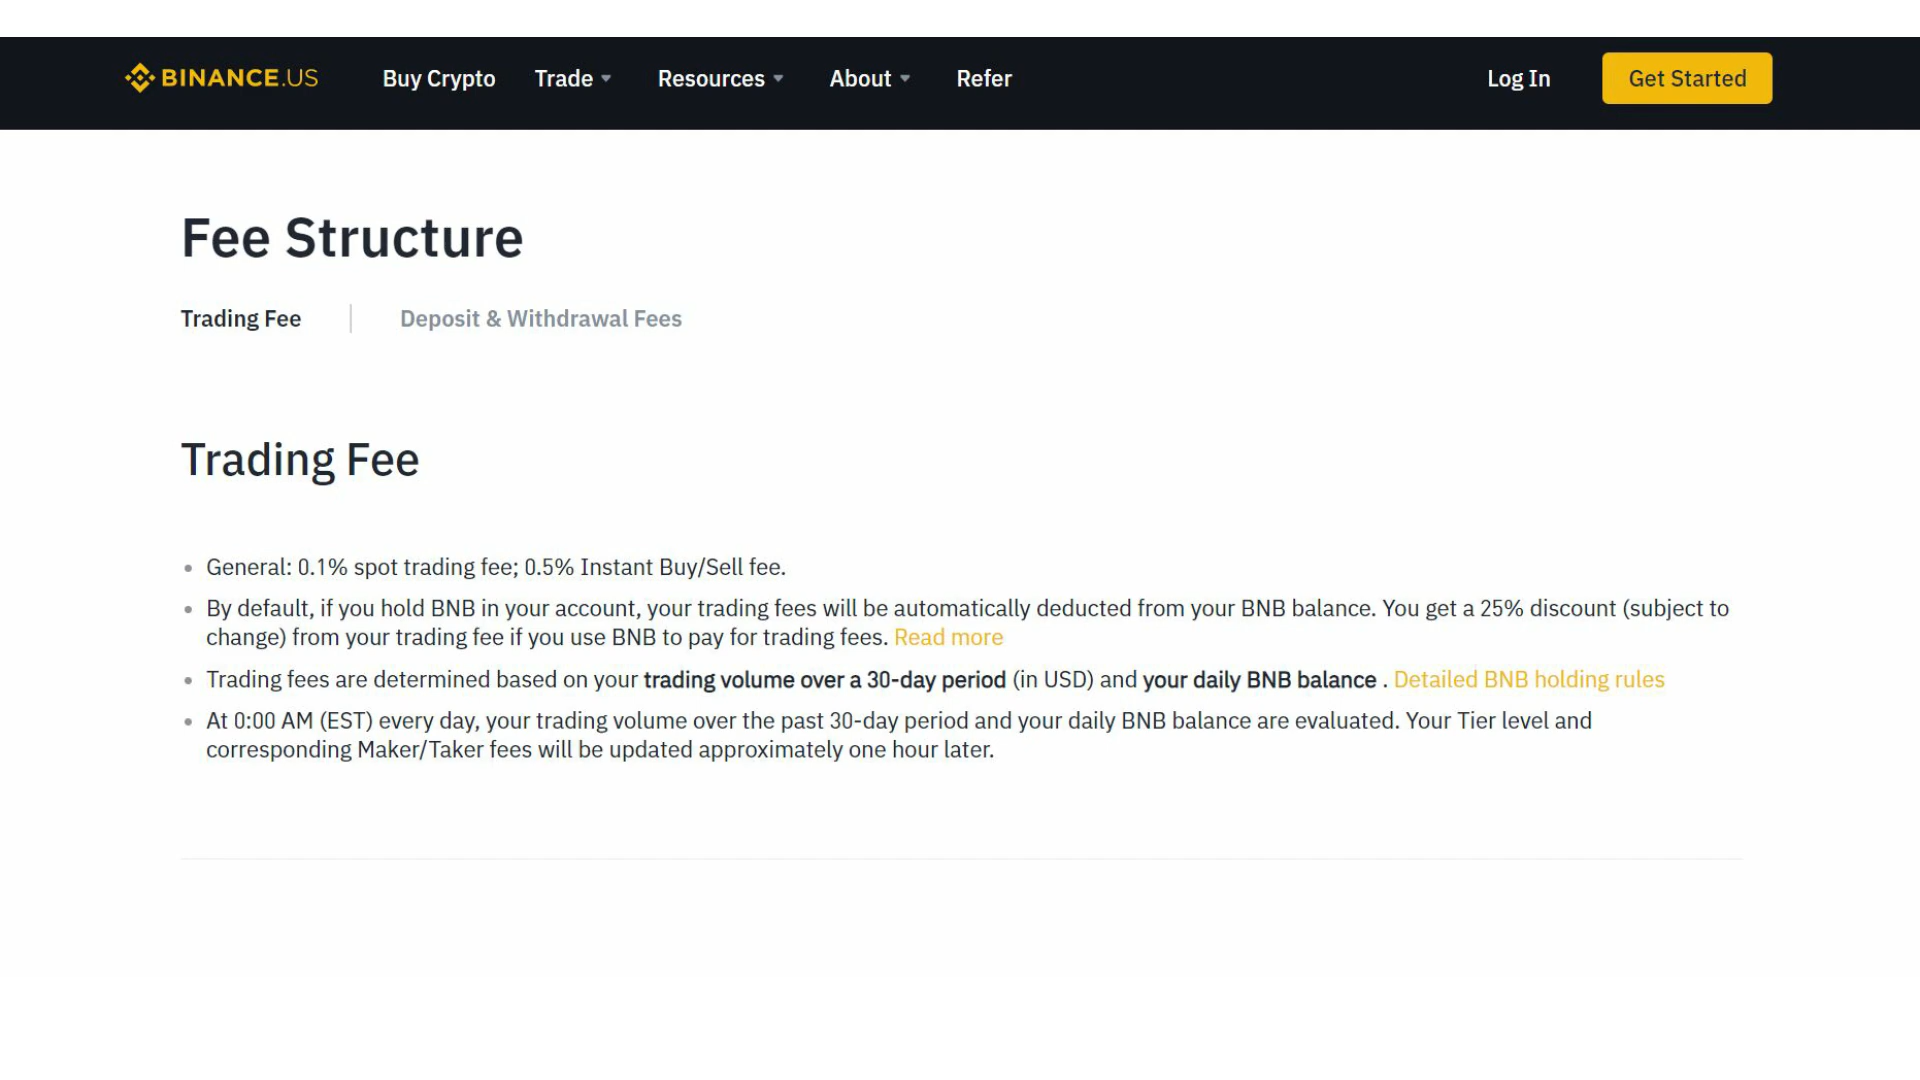 BINANCE.US Buy Crypto Trade Resources About Refer Log In Get Started
Fee Structure
Trading Fee Deposit & Withdrawal Fees
Trading Fee
General: 0.1% spot trading fee; 0.5% Instant Buy/Sell fee.
By default, if you hold BNB in your account, your trading fees will be automatically deducted from your BNB balance. You get a 25% discount (subject to
change) from your trading fee if you use BNB to pay for trading fees. Read more
Trading fees are determined based on your trading volume over a 30-day period (in USD) and your daily BNB balance . Detailed BNB holding rules
At 0:00 AM (EST) every day, your trading volume over the past 30-day period and your daily BNB balance are evaluated. Your Tier level and
corresponding Maker/Taker fees will be updated approximately one hour later.